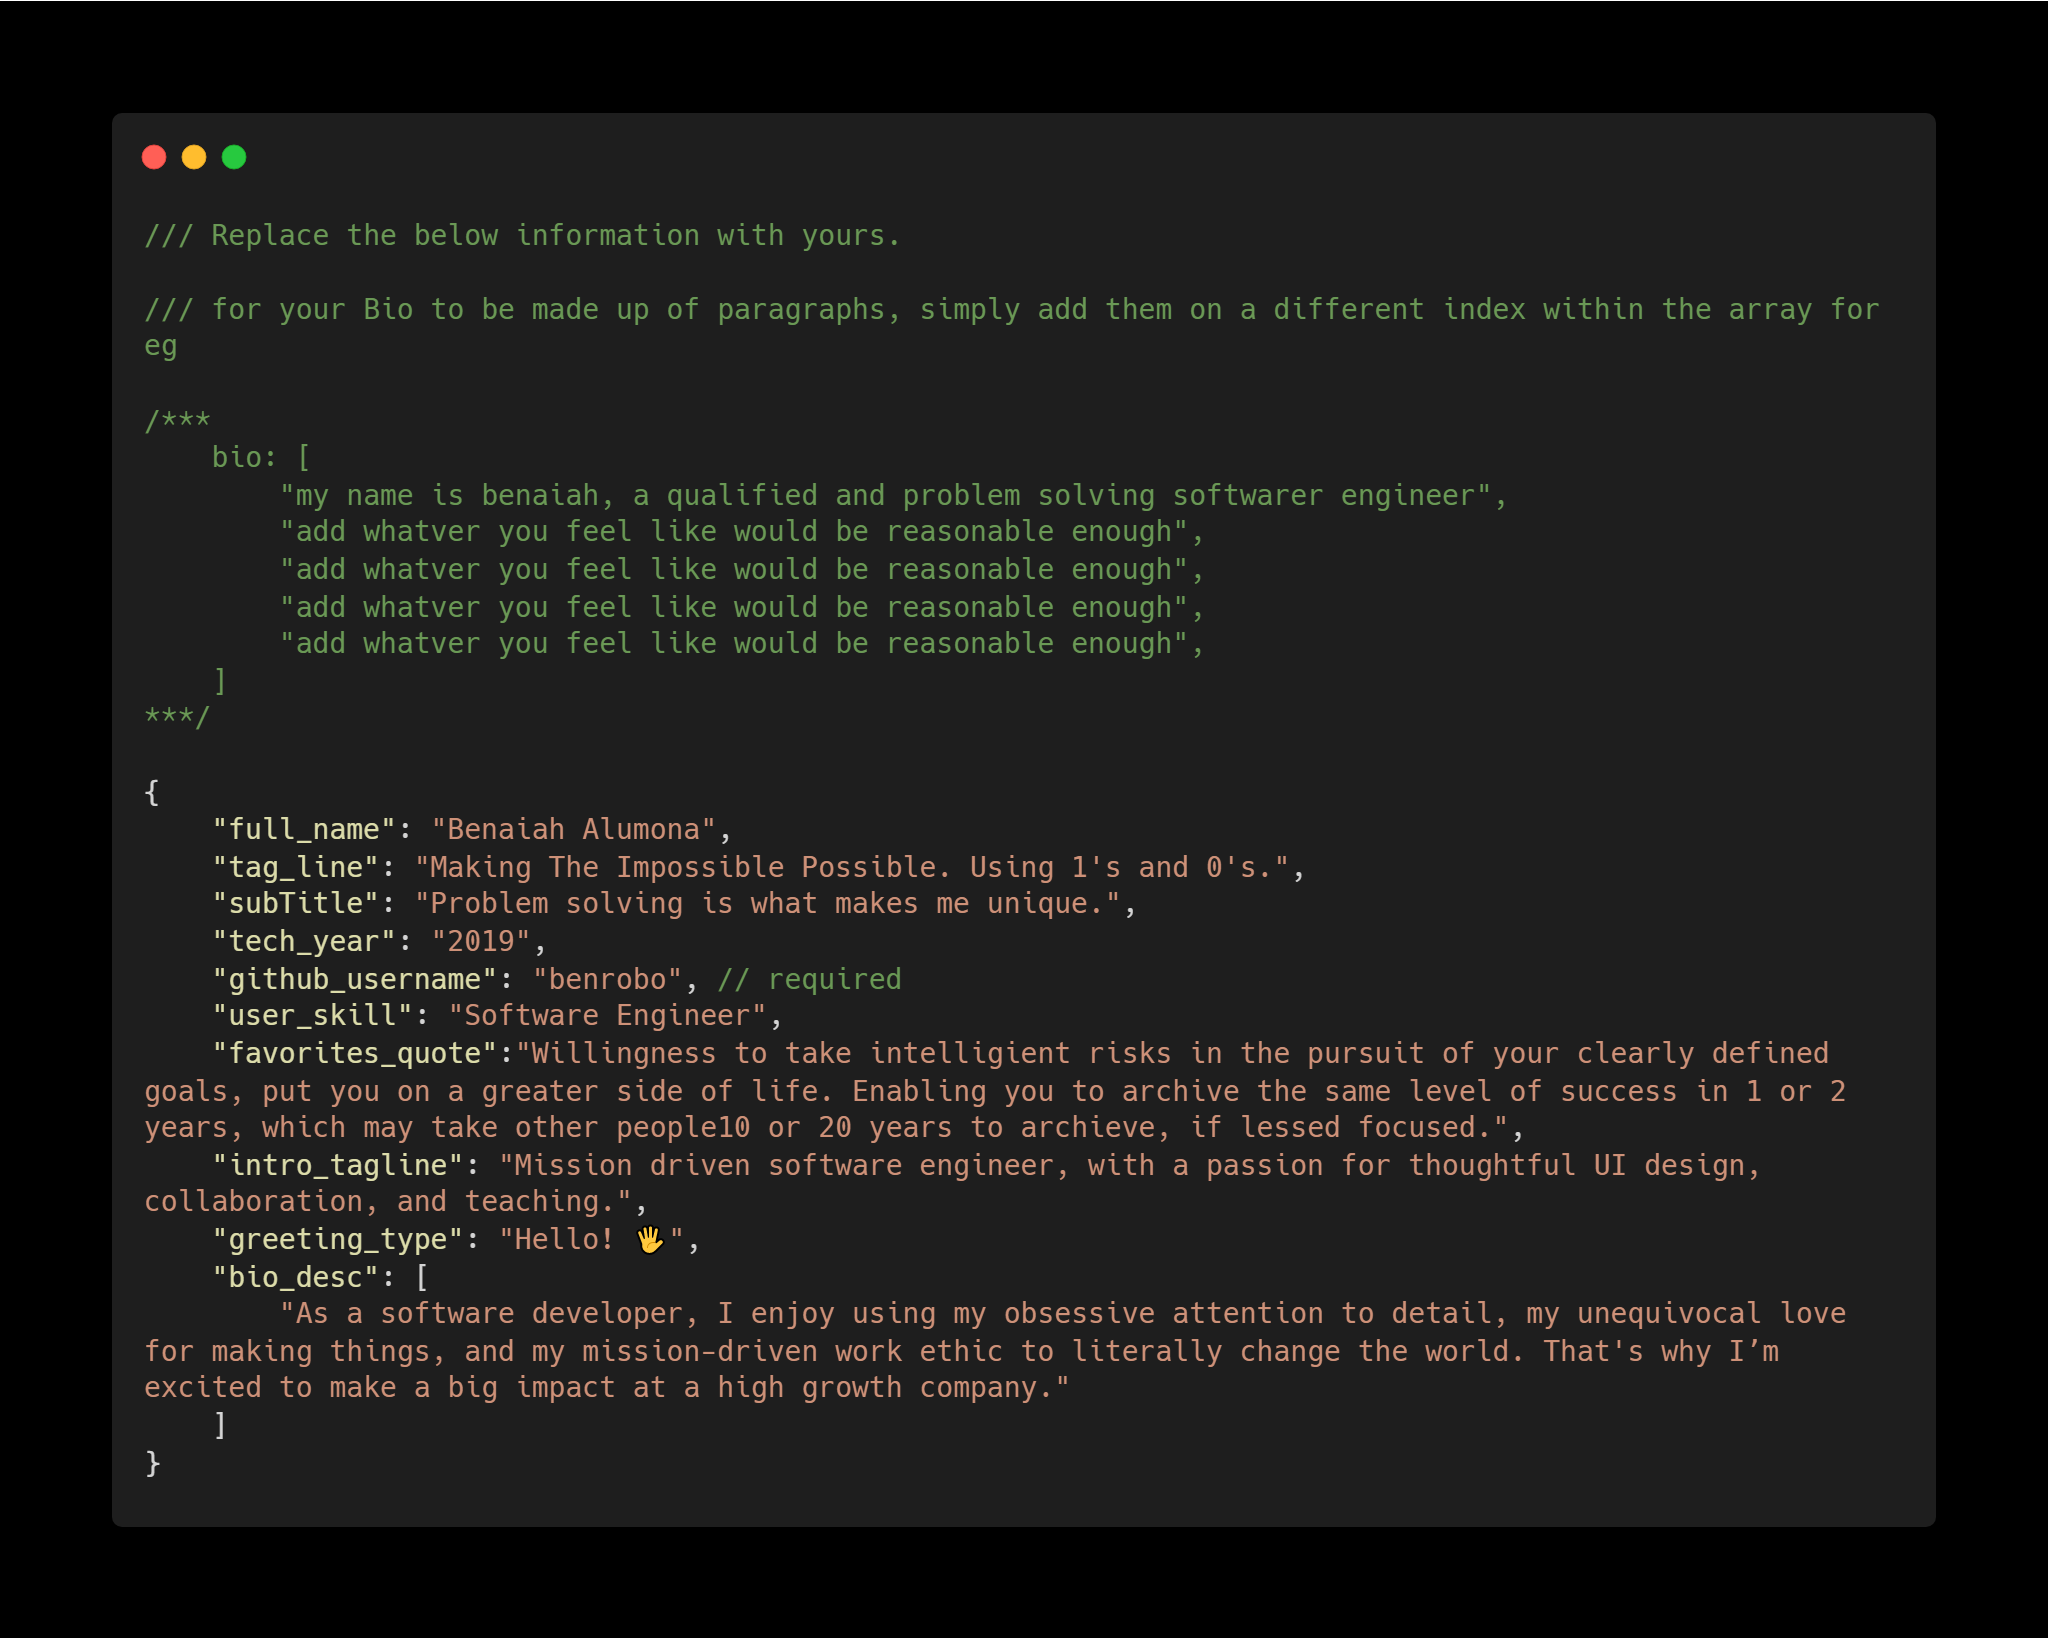 /// Replace the below information with yours.
/// for your Bio to be made up of paragraphs, simply add them on a different index within the array for
eg
/***
    bio: [
        "my name is benaiah, a qualified and problem solving softwarer engineer",
        "add whatver you feel like would be reasonable enough",
        "add whatver you feel like would be reasonable enough",
        "add whatver you feel like would be reasonable enough",
        "add whatver you feel like would be reasonable enough",
    ]
***/
{
    "full_name": "Benaiah Alumona",
    "tag_line": "Making The Impossible Possible. Using 1's and 0's.",
    "subTitle": "Problem solving is what makes me unique.",
    "tech_year": "2019",
    "github_username": "benrobo", // required
    "user_skill": "Software Engineer",
    "favorites_quote":"Willingness to take intelligient risks in the pursuit of your clearly defined
goals, put you on a greater side of life. Enabling you to archive the same level of success in 1 or 2
years, which may take other people10 or 20 years to archieve, if lessed focused.",
    "intro_tagline": "Mission driven software engineer, with a passion for thoughtful UI design,
collaboration, and teaching.",
    "greeting_type": "Hello! 👋",
    "bio_desc": [
        "As a software developer, I enjoy using my obsessive attention to detail, my unequivocal love
for making things, and my mission-driven work ethic to literally change the world. That's why I’m
excited to make a big impact at a high growth company."
    ]
}